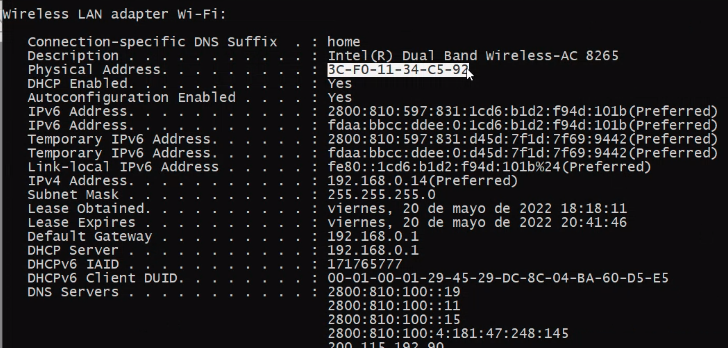 Wireless LAN adapter Wi-Fi:
Connection-specific DNS Suffix . : home
Description . . . . . . . . . . . : Intel(R) Dual Band Wireless-AC 8265
Physical Address. . . . . . . . . : 3C-F0-11-34-C5-92
DHCP Enabled. . . . . . . . . . . : Yes
Autoconfiguration Enabled . . . . : Yes
IPv6 Address. . . . . . . . . . . : 2800:810:597:831:1cd6:b1d2:f94d:101b(Preferred)
IPv6 Address. . . . . . . . . . . : fdaa:bbcc:ddee:0:1cd6:b1d2:f94d:101b(Preferred)
Temporary IPv6 Address. . . . . . : 2800:810:597:831:d45d:7f1d:7f69:9442(Preferred)
Temporary IPv6 Address. . . . . . : fdaa:bbcc:ddee:0:d45d:7f1d:7f69:9442(Preferred)
Link-local IPv6 Address . . . . . : fe80::1cd6:b1d2:f94d:101b%24(Preferred)
IPv4 Address. . . . . . . . . . . : 192.168.0.14(Preferred)
Subnet Mask . . . . . . . . . . . : 255.255.255.0
Lease Obtained. . . . . . . . . . : viernes, 20 de mayo de 2022 18:18:11
Lease Expires . . . . . . . . . . : viernes, 20 de mayo de 2022 20:41:46
Default Gateway . . . . . . . . . : 192.168.0.1
DHCP Server . . . . . . . . . . . : 192.168.0.1
DHCPv6 IAID . . . . . . . . . . . : 171765777
DHCPv6 Client DUID. . . . . . . . : 00-01-00-01-29-45-29-DC-8C-04-BA-60-D5-E5
DNS Servers . . . . . . . . . . . : 2800:810:100::19
2800:810:100::11
2800:810:100::15
2800:810:100:4:181:47:248:145
200.115.192.90